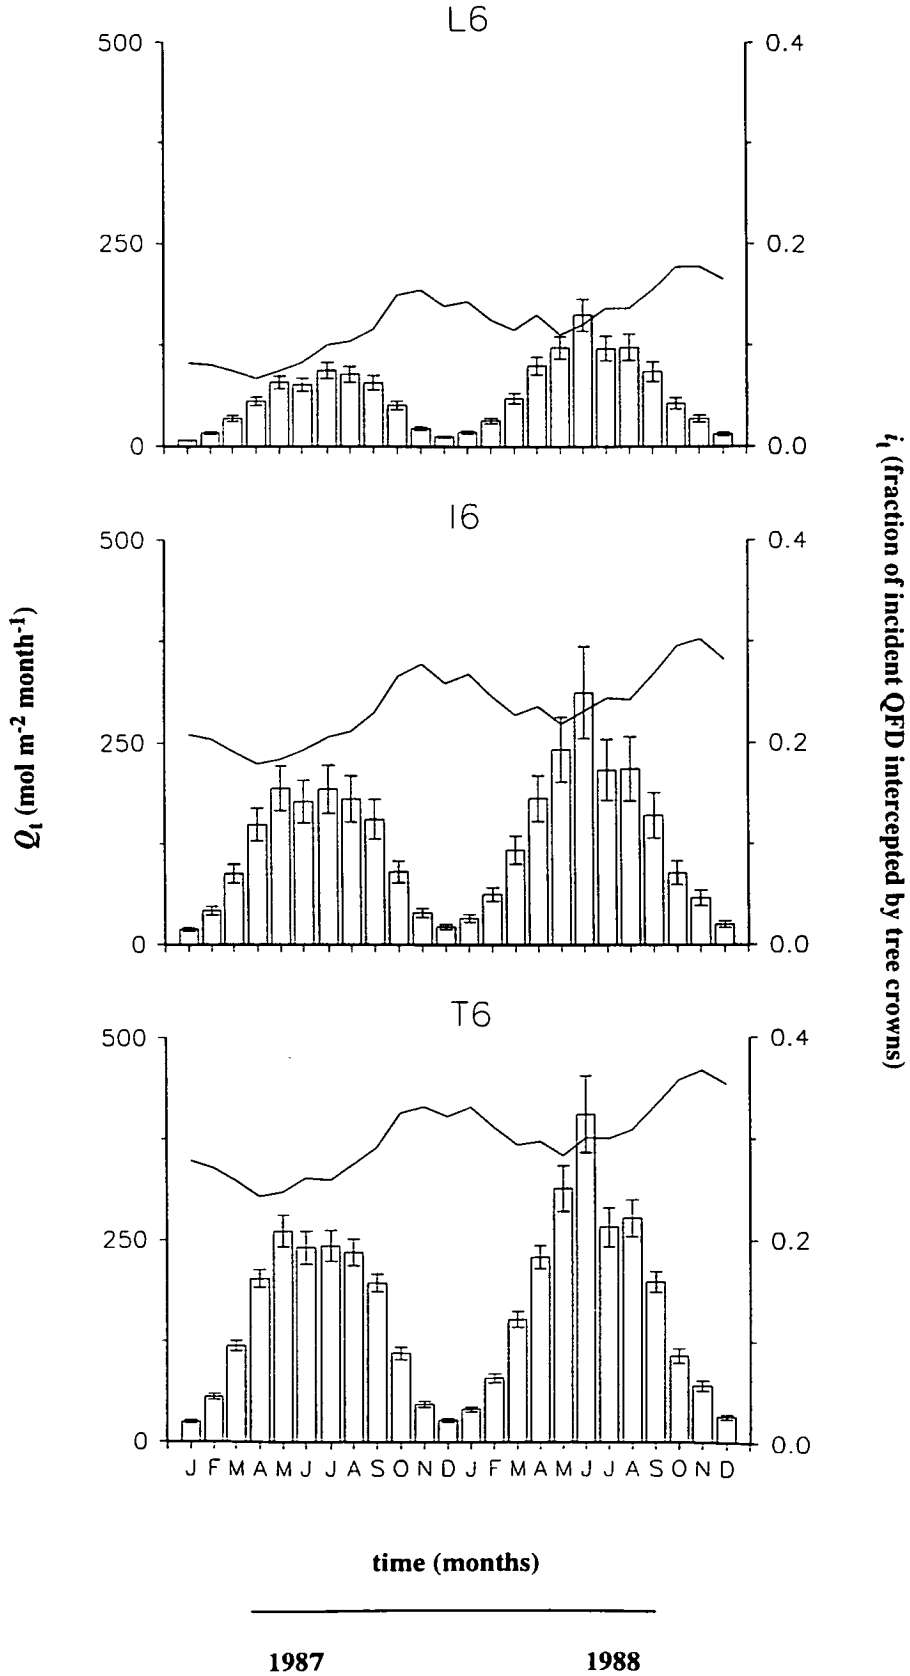 L6
500 0.4
250 0.2
0 0.0
I6
500 0.4
250 0.2
0 0.0
T6
500 0.4
250 0.2
0 0.0
Qt (mol m-2 month-1)
it (fraction of incident QFD intercepted by tree crowns)
J F M A M J J A S O N D J F M A M J J A S O N D
time (months)
1987 1988